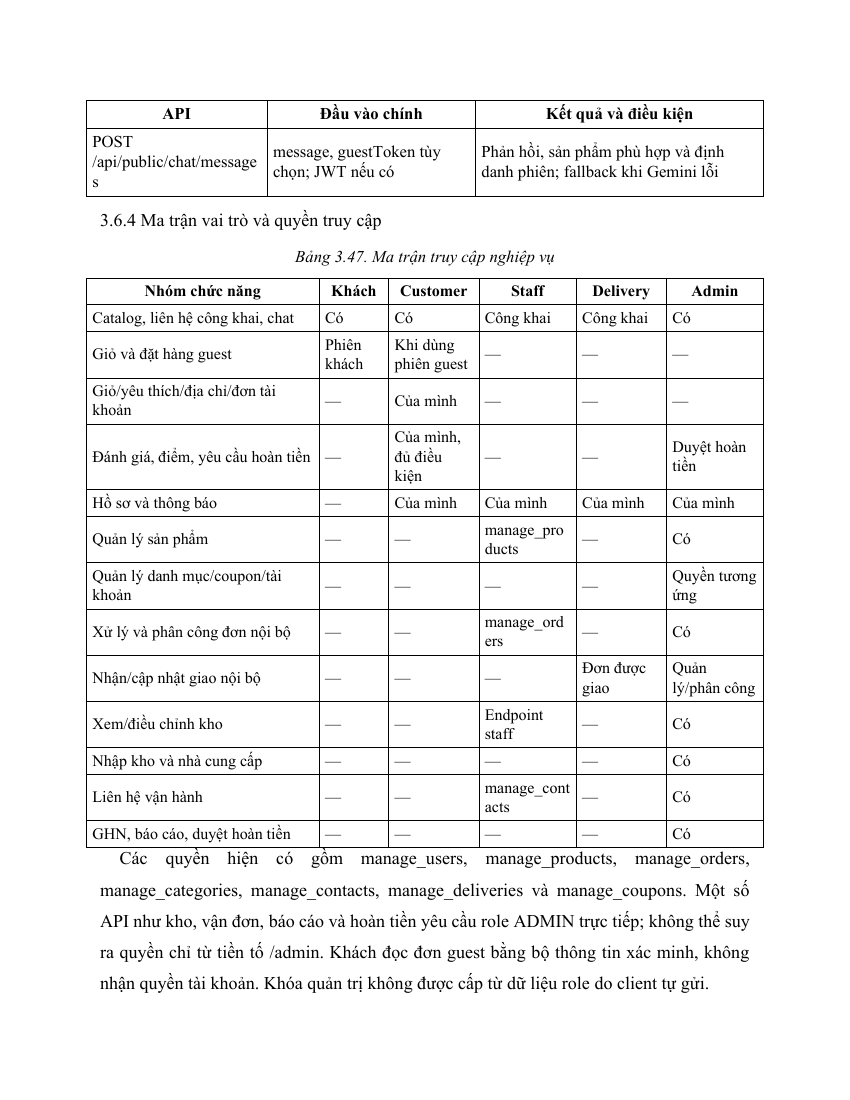 API Đầu vào chính Kết quả và điều kiện
POST
/api/public/chat/message
s
message, guestToken tùy
chọn; JWT nếu có
Phản hồi, sản phẩm phù hợp và định
danh phiên; fallback khi Gemini lỗi
3.6.4 Ma trận vai trò và quyền truy cập
Bảng 3.47. Ma trận truy cập nghiệp vụ
Nhóm chức năng Khách Customer Staff Delivery Admin
Catalog, liên hệ công khai, chat Có Có Công khai Công khai Có
Giỏ và đặt hàng guest
Phiên
khách
Khi dùng
phiên guest
— — —
Giỏ/yêu thích/địa chỉ/đơn tài
khoản
— Của mình — — —
Đánh giá, điểm, yêu cầu hoàn tiền —
Của mình,
đủ điều
kiện
— —
Duyệt hoàn
tiền
Hồ sơ và thông báo — Của mình Của mình Của mình Của mình
Quản lý sản phẩm — —
manage_pro
ducts
— Có
Quản lý danh mục/coupon/tài
khoản
— — — —
Quyền tương
ứng
Xử lý và phân công đơn nội bộ — —
manage_ord
ers
— Có
Nhận/cập nhật giao nội bộ — — —
Đơn được
giao
Quản
lý/phân công
Xem/điều chỉnh kho — —
Endpoint
staff
— Có
Nhập kho và nhà cung cấp — — — — Có
Liên hệ vận hành — —
manage_cont
acts
— Có
GHN, báo cáo, duyệt hoàn tiền — — — — Có
Các quyền hiện có gồm manage_users, manage_products, manage_orders,
manage_categories, manage_contacts, manage_deliveries và manage_coupons. Một số
API như kho, vận đơn, báo cáo và hoàn tiền yêu cầu role ADMIN trực tiếp; không thể suy
ra quyền chỉ từ tiền tố /admin. Khách đọc đơn guest bằng bộ thông tin xác minh, không
nhận quyền tài khoản. Khóa quản trị không được cấp từ dữ liệu role do client tự gửi.